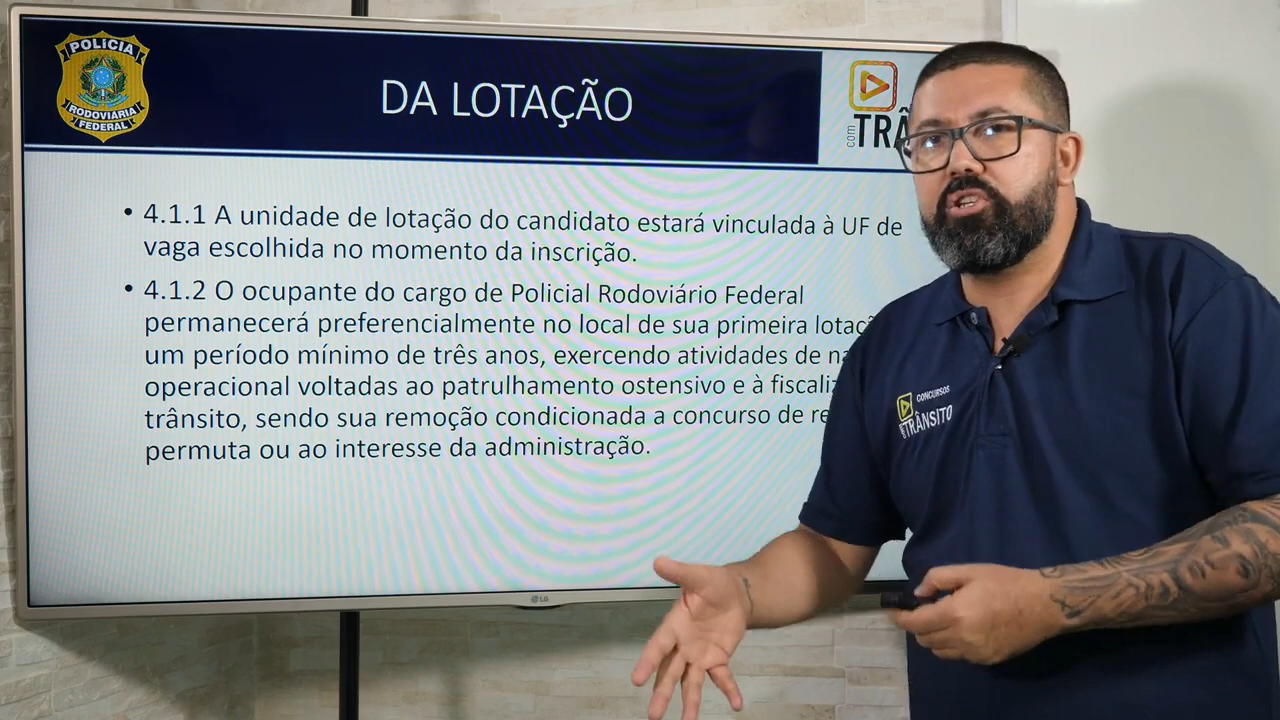 POLÍCIA
RODOVIÁRIA
FEDERAL
DA LOTAÇÃO
com
• 4.1.1 A unidade de lotação do candidato estará vinculada à UF de
vaga escolhida no momento da inscrição.
• 4.1.2 O ocupante do cargo de Policial Rodoviário Federal
permanecerá preferencialmente no local de sua primeira
um período mínimo de três anos, exercendo atividades de
operacional voltadas ao patrulhamento ostensivo e à
trânsito, sendo sua remoção condicionada a concurso de
permuta ou ao interesse da administração.
LG
CONCURSOS
TRÂNSITO